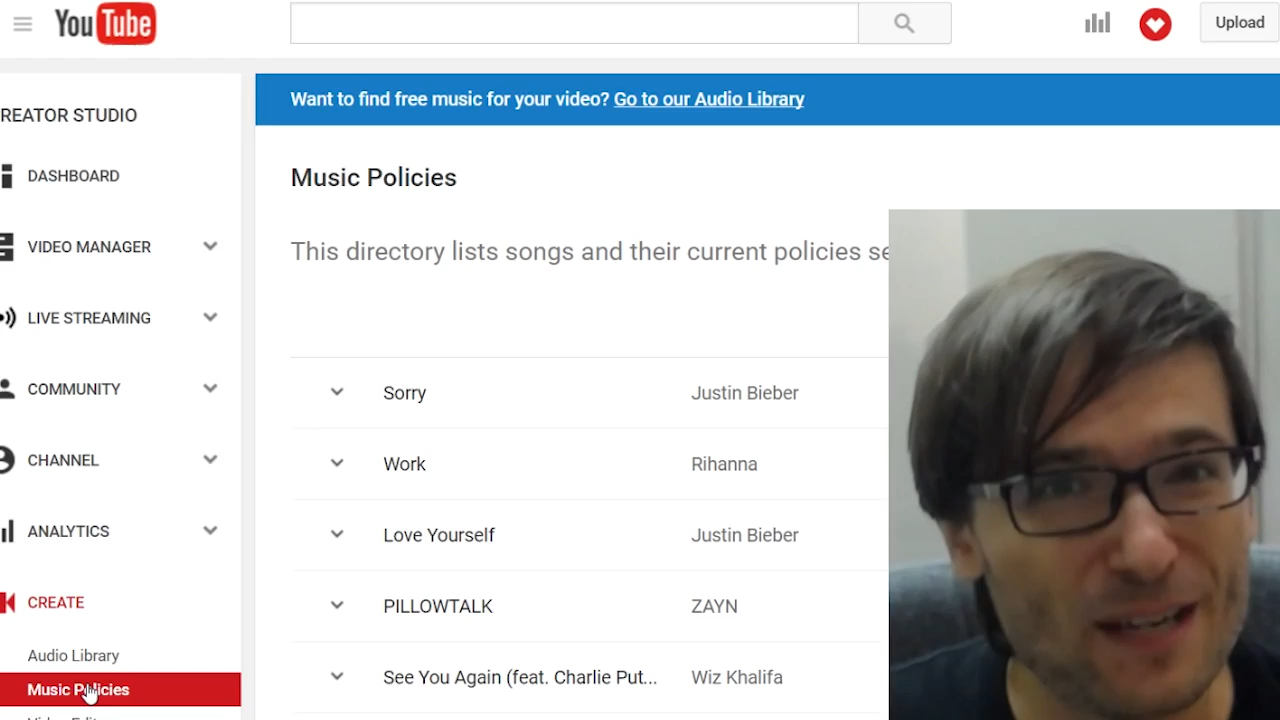 YouTube
Upload
Want to find free music for your video? Go to our Audio Library
REATOR STUDIO
DASHBOARD
VIDEO MANAGER
LIVE STREAMING
COMMUNITY
CHANNEL
ANALYTICS
CREATE
Audio Library
Music Policies
Music Policies
This directory lists songs and their current policies se
Sorry Justin Bieber
Work Rihanna
Love Yourself Justin Bieber
PILLOWTALK ZAYN
See You Again (feat. Charlie Put... Wiz Khalifa